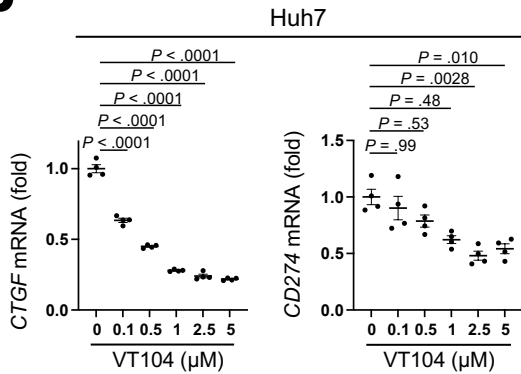 Huh7
P < .0001
P < .0001
P < .0001
P < .0001
P < .0001
CTGF mRNA (fold)
1.0
0.5
0.0
0 0.1 0.5 1 2.5 5
VT104 (μM)
P = .010
P = .0028
P = .48
P = .53
P = .99
CD274 mRNA (fold)
1.5
1.0
0.5
0.0
0 0.1 0.5 1 2.5 5
VT104 (μM)